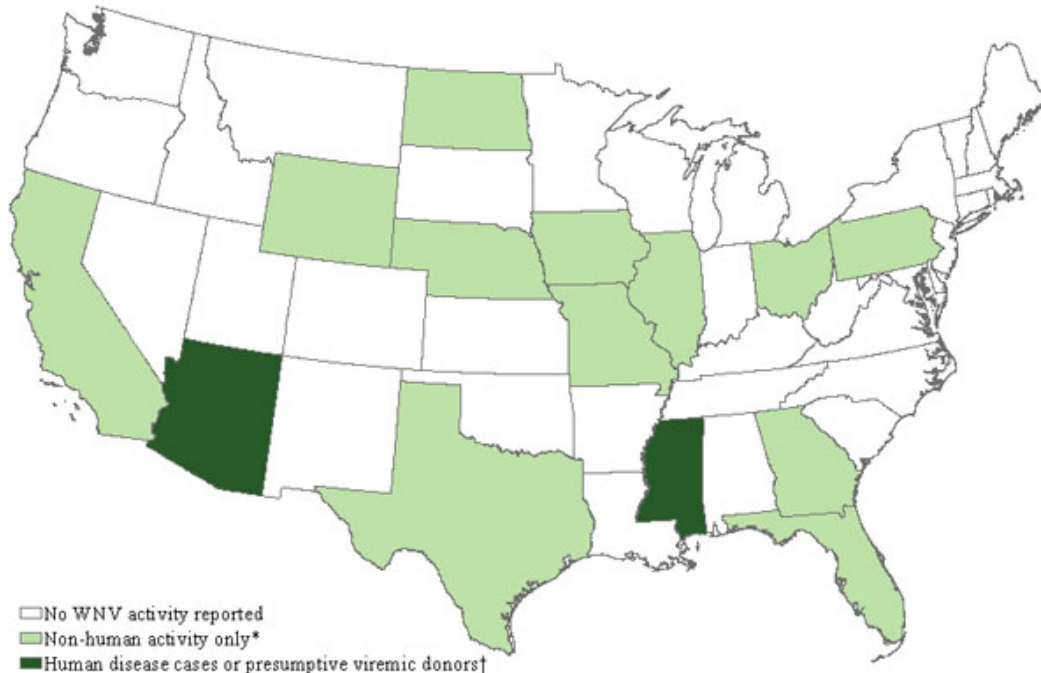 No WNV activity reported
Non-human activity only*
Human disease cases or presumptive viremic donors†